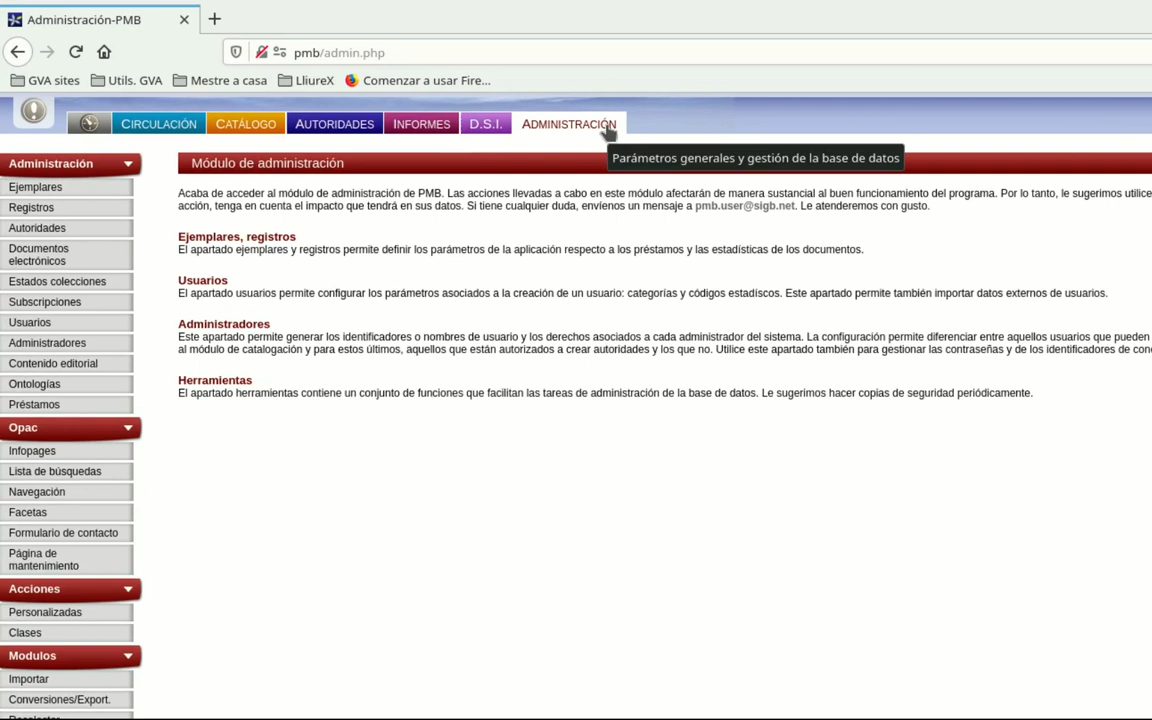 Administración-PMB
pmb/admin.php
GVA sites
Utils. GVA
Mestre a casa
LliureX
Comenzar a usar Fire...
CIRCULACIÓN
CATÁLOGO
AUTORIDADES
INFORMES
D.S.I.
ADMINISTRACIÓN
Parámetros generales y gestión de la base de datos
Administración
Ejemplares
Registros
Autoridades
Documentos
electrónicos
Estados colecciones
Subscripciones
Usuarios
Administradores
Contenido editorial
Ontologías
Préstamos
Opac
Infopages
Lista de búsquedas
Navegación
Facetas
Formulario de contacto
Página de
mantenimiento
Acciones
Personalizadas
Clases
Modulos
Importar
Conversiones/Export.
Módulo de administración
Acaba de acceder al módulo de administración de PMB. Las acciones llevadas a cabo en este módulo afectarán de manera sustancial al buen funcionamiento del programa. Por lo tanto, le sugerimos utilice
acción, tenga en cuenta el impacto que tendrá en sus datos. Si tiene cualquier duda, envíenos un mensaje a pmb.user@sigb.net. Le atenderemos con gusto.
Ejemplares, registros
El apartado ejemplares y registros permite definir los parámetros de la aplicación respecto a los préstamos y las estadísticas de los documentos.
Usuarios
El apartado usuarios permite configurar los parámetros asociados a la creación de un usuario: categorías y códigos estadíscos. Este apartado permite también importar datos externos de usuarios.
Administradores
Este apartado permite generar los identificadores o nombres de usuario y los derechos asociados a cada administrador del sistema. La configuración permite diferenciar entre aquellos usuarios que pueden
al módulo de catalogación y para estos últimos, aquellos que están autorizados a crear autoridades y los que no. Utilice este apartado también para gestionar las contraseñas y de los identificadores de con
Herramientas
El apartado herramientas contiene un conjunto de funciones que facilitan las tareas de administración de la base de datos. Le sugerimos hacer copias de seguridad periódicamente.